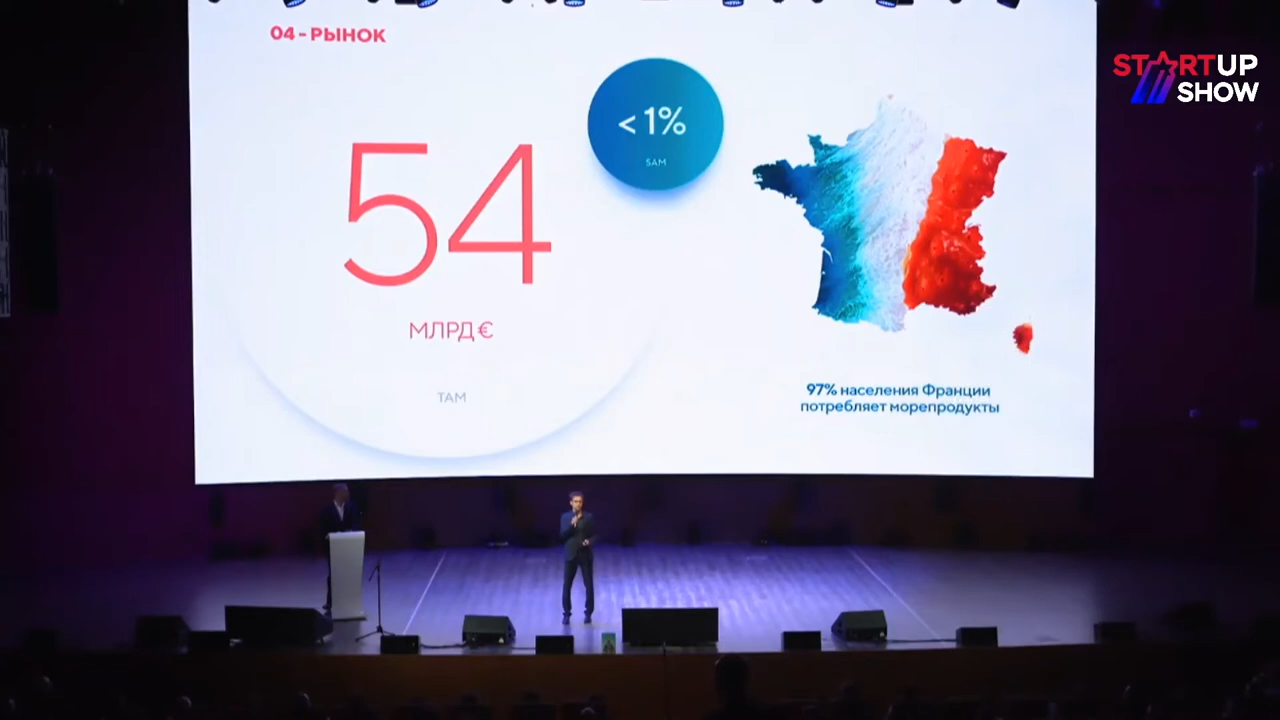 04-РЫНОК
54
МЛРД €
TAM
<1%
SAM
97% населения Франции
потребляет морепродукты
STARTUP
SHOW